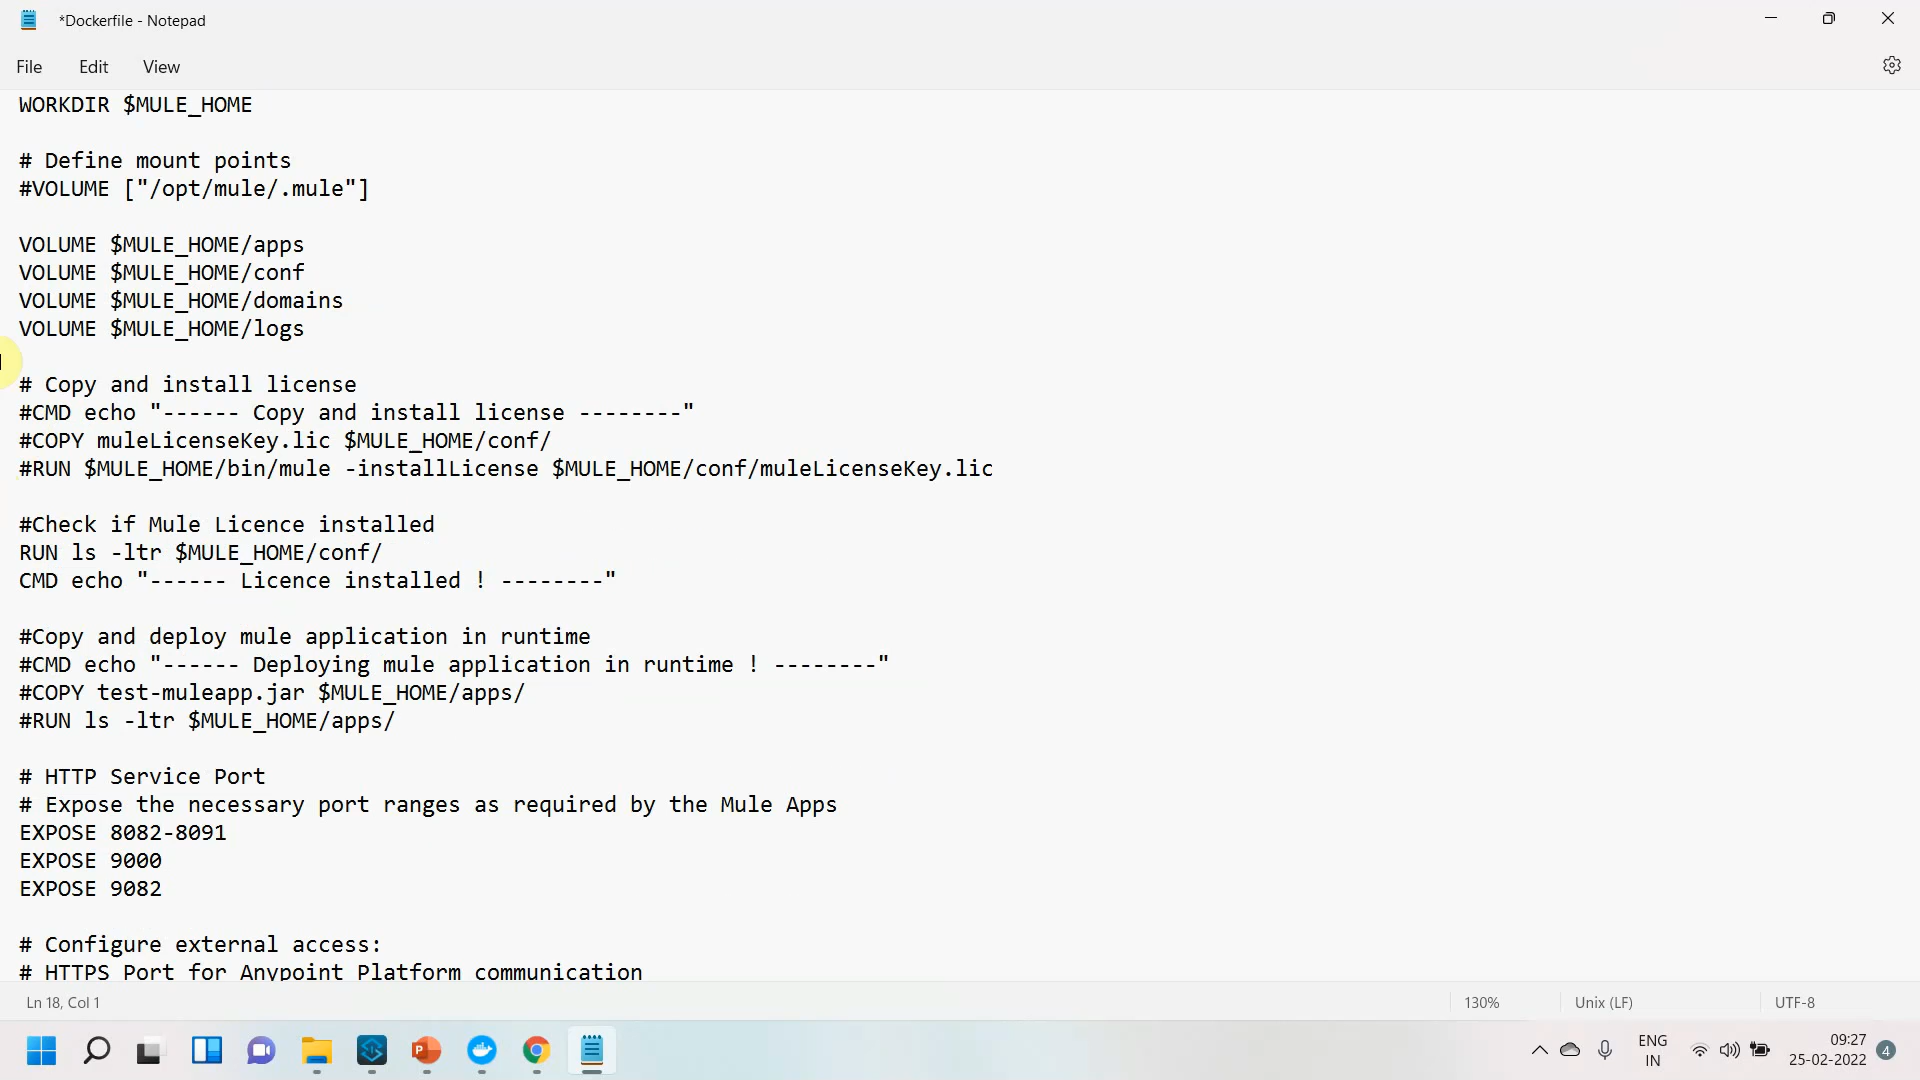 *Dockerfile - Notepad
File Edit View
WORKDIR $MULE_HOME
# Define mount points
#VOLUME ["/opt/mule/.mule"]
VOLUME $MULE_HOME/apps
VOLUME $MULE_HOME/conf
VOLUME $MULE_HOME/domains
VOLUME $MULE_HOME/logs
# Copy and install license
#CMD echo "------ Copy and install license --------"
#COPY muleLicenseKey.lic $MULE_HOME/conf/
#RUN $MULE_HOME/bin/mule -installLicense $MULE_HOME/conf/muleLicenseKey.lic
#Check if Mule Licence installed
RUN ls -ltr $MULE_HOME/conf/
CMD echo "------ Licence installed ! --------"
#Copy and deploy mule application in runtime
#CMD echo "------ Deploying mule application in runtime ! --------"
#COPY test-muleapp.jar $MULE_HOME/apps/
#RUN ls -ltr $MULE_HOME/apps/
# HTTP Service Port
# Expose the necessary port ranges as required by the Mule Apps
EXPOSE 8082-8091
EXPOSE 9000
EXPOSE 9082
# Configure external access:
# HTTPS Port for Anypoint Platform communication
Ln 18, Col 1 130% Unix (LF) UTF-8
ENG 09:27
IN 25-02-2022 4